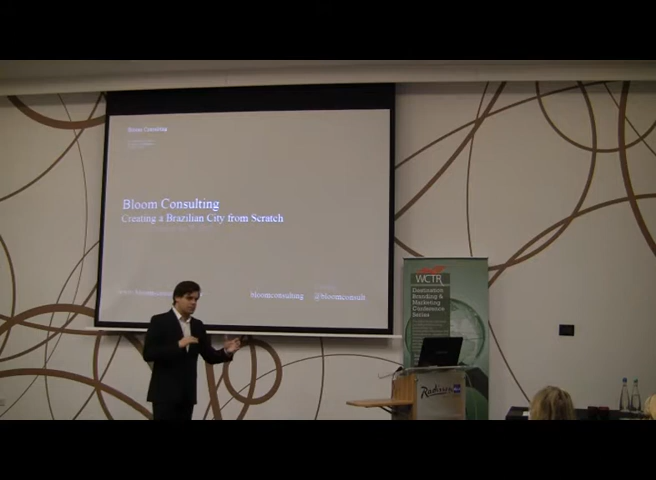 Bloom Consulting
Bloom Consulting
Creating a Brazilian City from Scratch
bloomconsulting @bloomconsult
WCTR
Destination
Branding &
Marketing
Conference
Series
Radisson